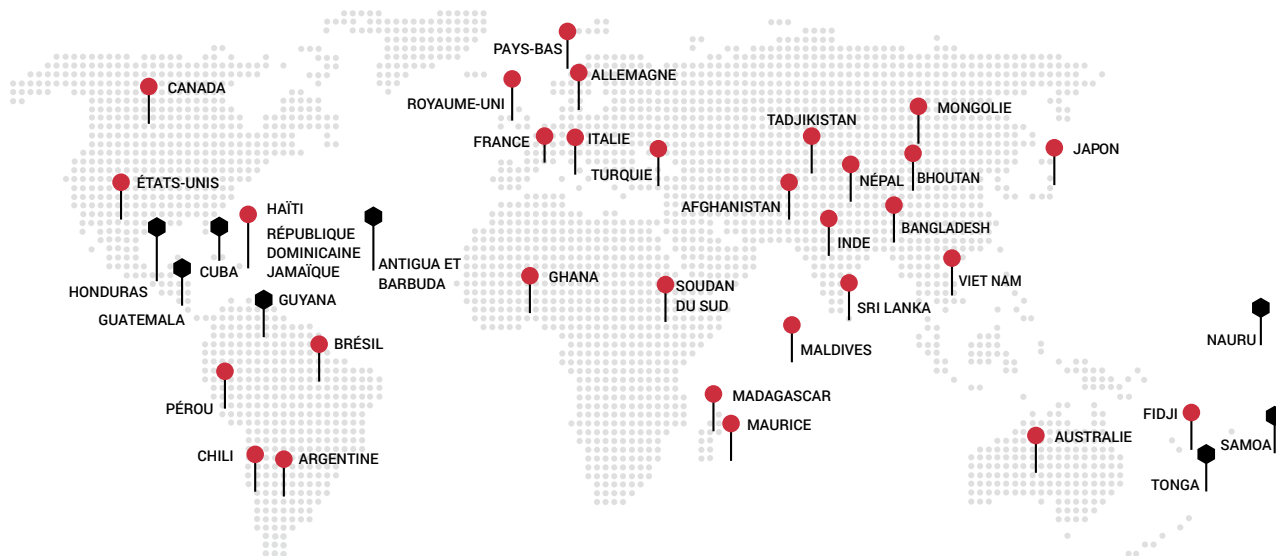 PAYS-BAS
ALLEMAGNE
CANADA
ROYAUME-UNI
MONGOLIE
TADJIKISTAN
FRANCE
ITALIE
JAPON
TURQUIE
NÉPAL
BHOUTAN
ÉTATS-UNIS
HAÏTI
RÉPUBLIQUE
DOMINICAINE
JAMAÏQUE
AFGHANISTAN
BANGLADESH
INDE
CUBA
ANTIGUA ET
BARBUDA
HONDURAS
GUATEMALA
GUYANA
GHANA
SOUDAN
DU SUD
VIET NAM
SRI LANKA
NAURU
BRÉSIL
MALDIVES
PÉROU
MADAGASCAR
MAURICE
FIDJI
AUSTRALIE
SAMOA
CHILI
ARGENTINE
TONGA